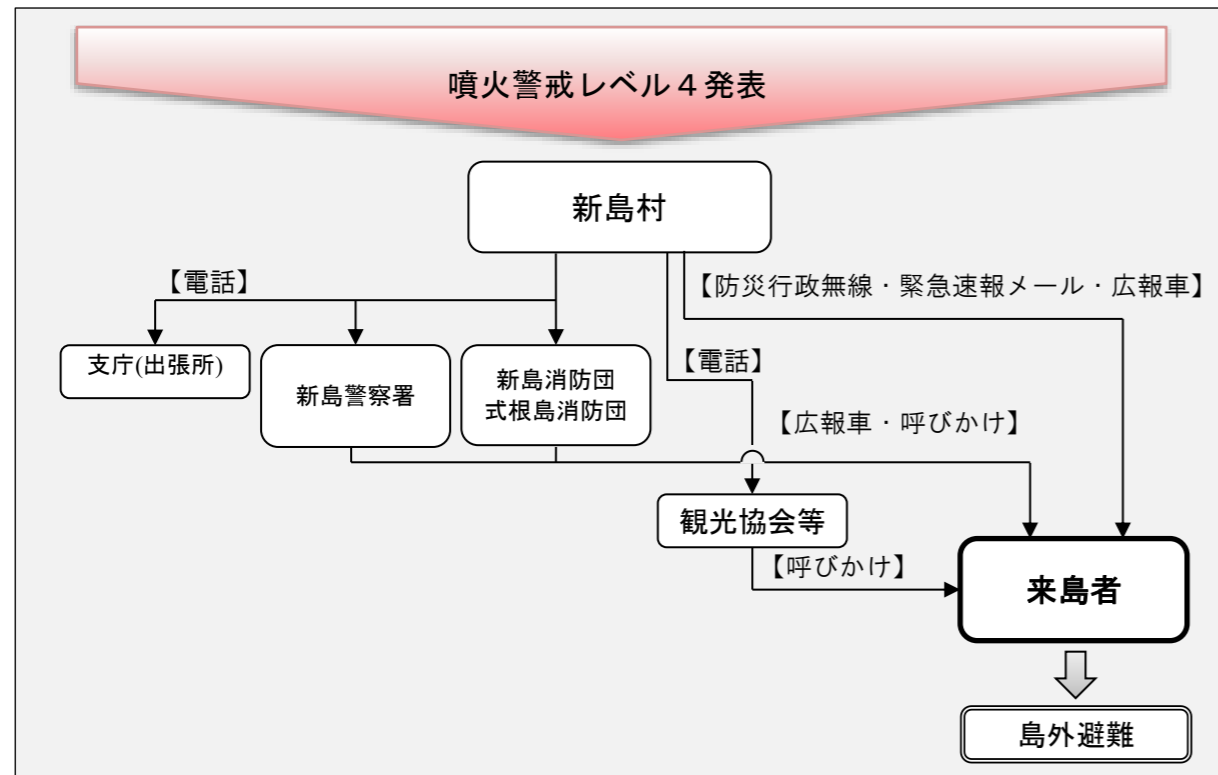 噴火警戒レベル４発表
新島村
【電話】
【防災行政無線・緊急速報メール・広報車】
支庁(出張所)
新島警察署
新島消防団
式根島消防団
【電話】
【広報車・呼びかけ】
観光協会等
【呼びかけ】
来島者
島外避難